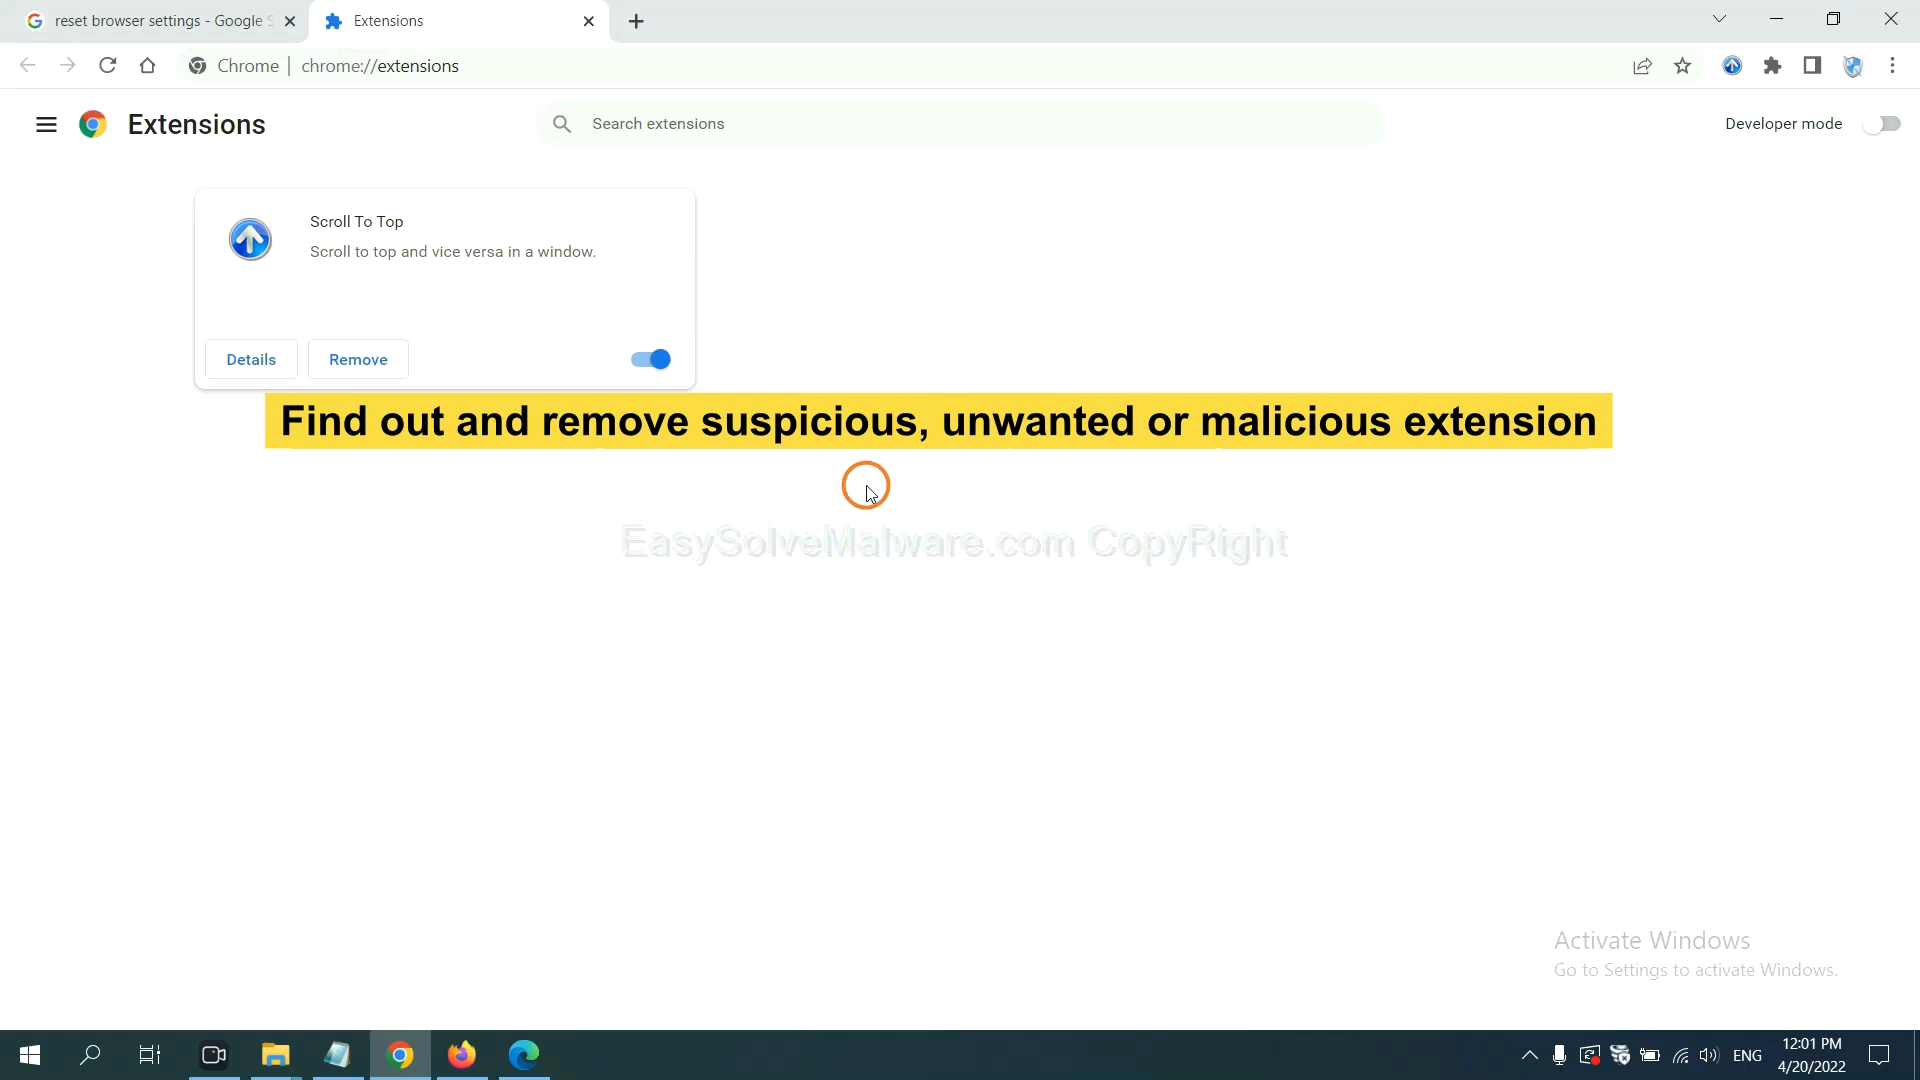 reset browser settings - Google S
Extensions
Chrome | chrome://extensions
Extensions
Search extensions
Developer mode
Scroll To Top
Scroll to top and vice versa in a window.
Details
Remove
Find out and remove suspicious, unwanted or malicious extension
EasySolveMalware.com CopyRight
Activate Windows
Go to Settings to activate Windows.
ENG
12:01 PM
4/20/2022